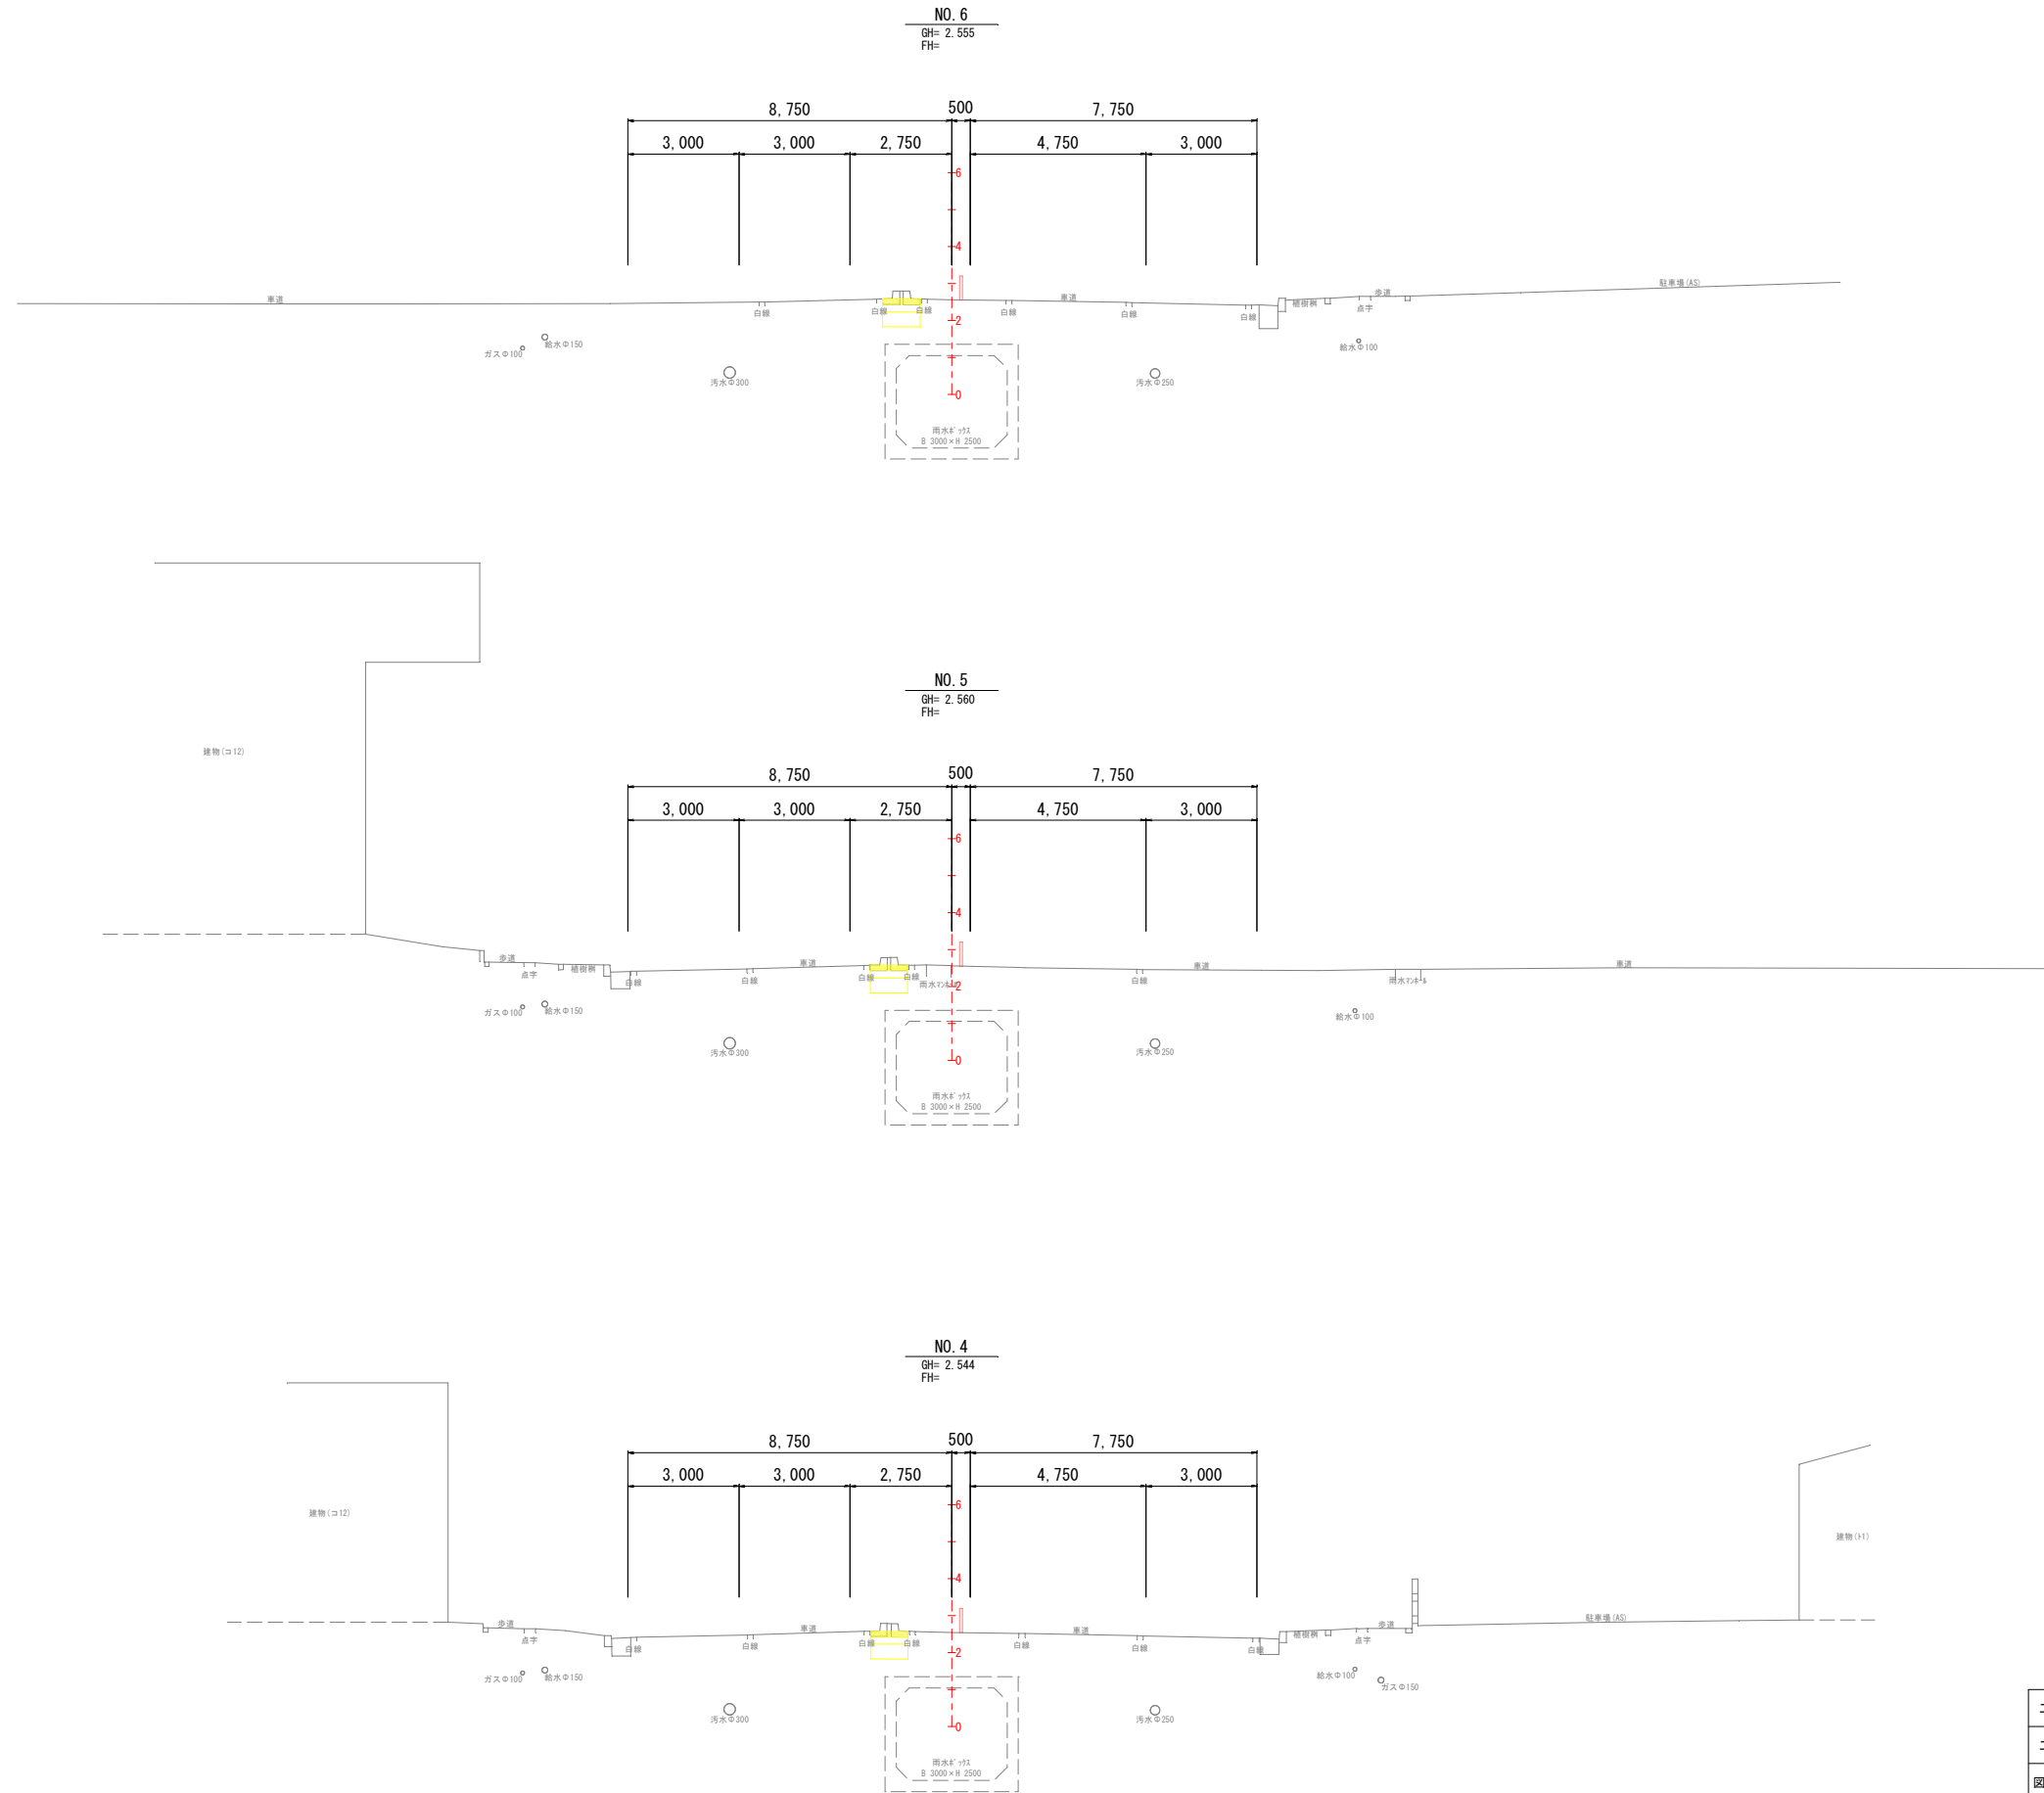 NO. 6
GH= 2. 555
FH=
8, 750
500
7, 750
3, 000
3, 000
2, 750
4, 750
3, 000
6
4
2
0
車道
車道
歩道
駐車場(AS)
白線
白線
白線
白線
白線
白線
植樹桝
点字
ガスΦ100
給水Φ150
汚水Φ300
汚水Φ250
給水Φ100
雨水ﾎﾞｯｸｽ
B 3000×H 2500
NO. 5
GH= 2. 560
FH=
8, 750
500
7, 750
3, 000
3, 000
2, 750
4, 750
3, 000
6
4
2
0
建物(コ12)
歩道
点字
植樹桝
白線
白線
車道
白線
白線
雨水ﾏﾝﾎｰﾙ
車道
白線
雨水ﾏﾝﾎｰﾙ
車道
ガスΦ100
給水Φ150
汚水Φ300
汚水Φ250
給水Φ100
雨水ﾎﾞｯｸｽ
B 3000×H 2500
NO. 4
GH= 2. 544
FH=
8, 750
500
7, 750
3, 000
3, 000
2, 750
4, 750
3, 000
6
4
2
0
建物(コ12)
建物(ﾄ1)
歩道
点字
白線
白線
車道
白線
白線
白線
車道
白線
白線
植樹桝
点字
歩道
駐車場(AS)
ガスΦ100
給水Φ150
汚水Φ300
汚水Φ250
給水Φ100
ガスΦ150
雨水ﾎﾞｯｸｽ
B 3000×H 2500
図